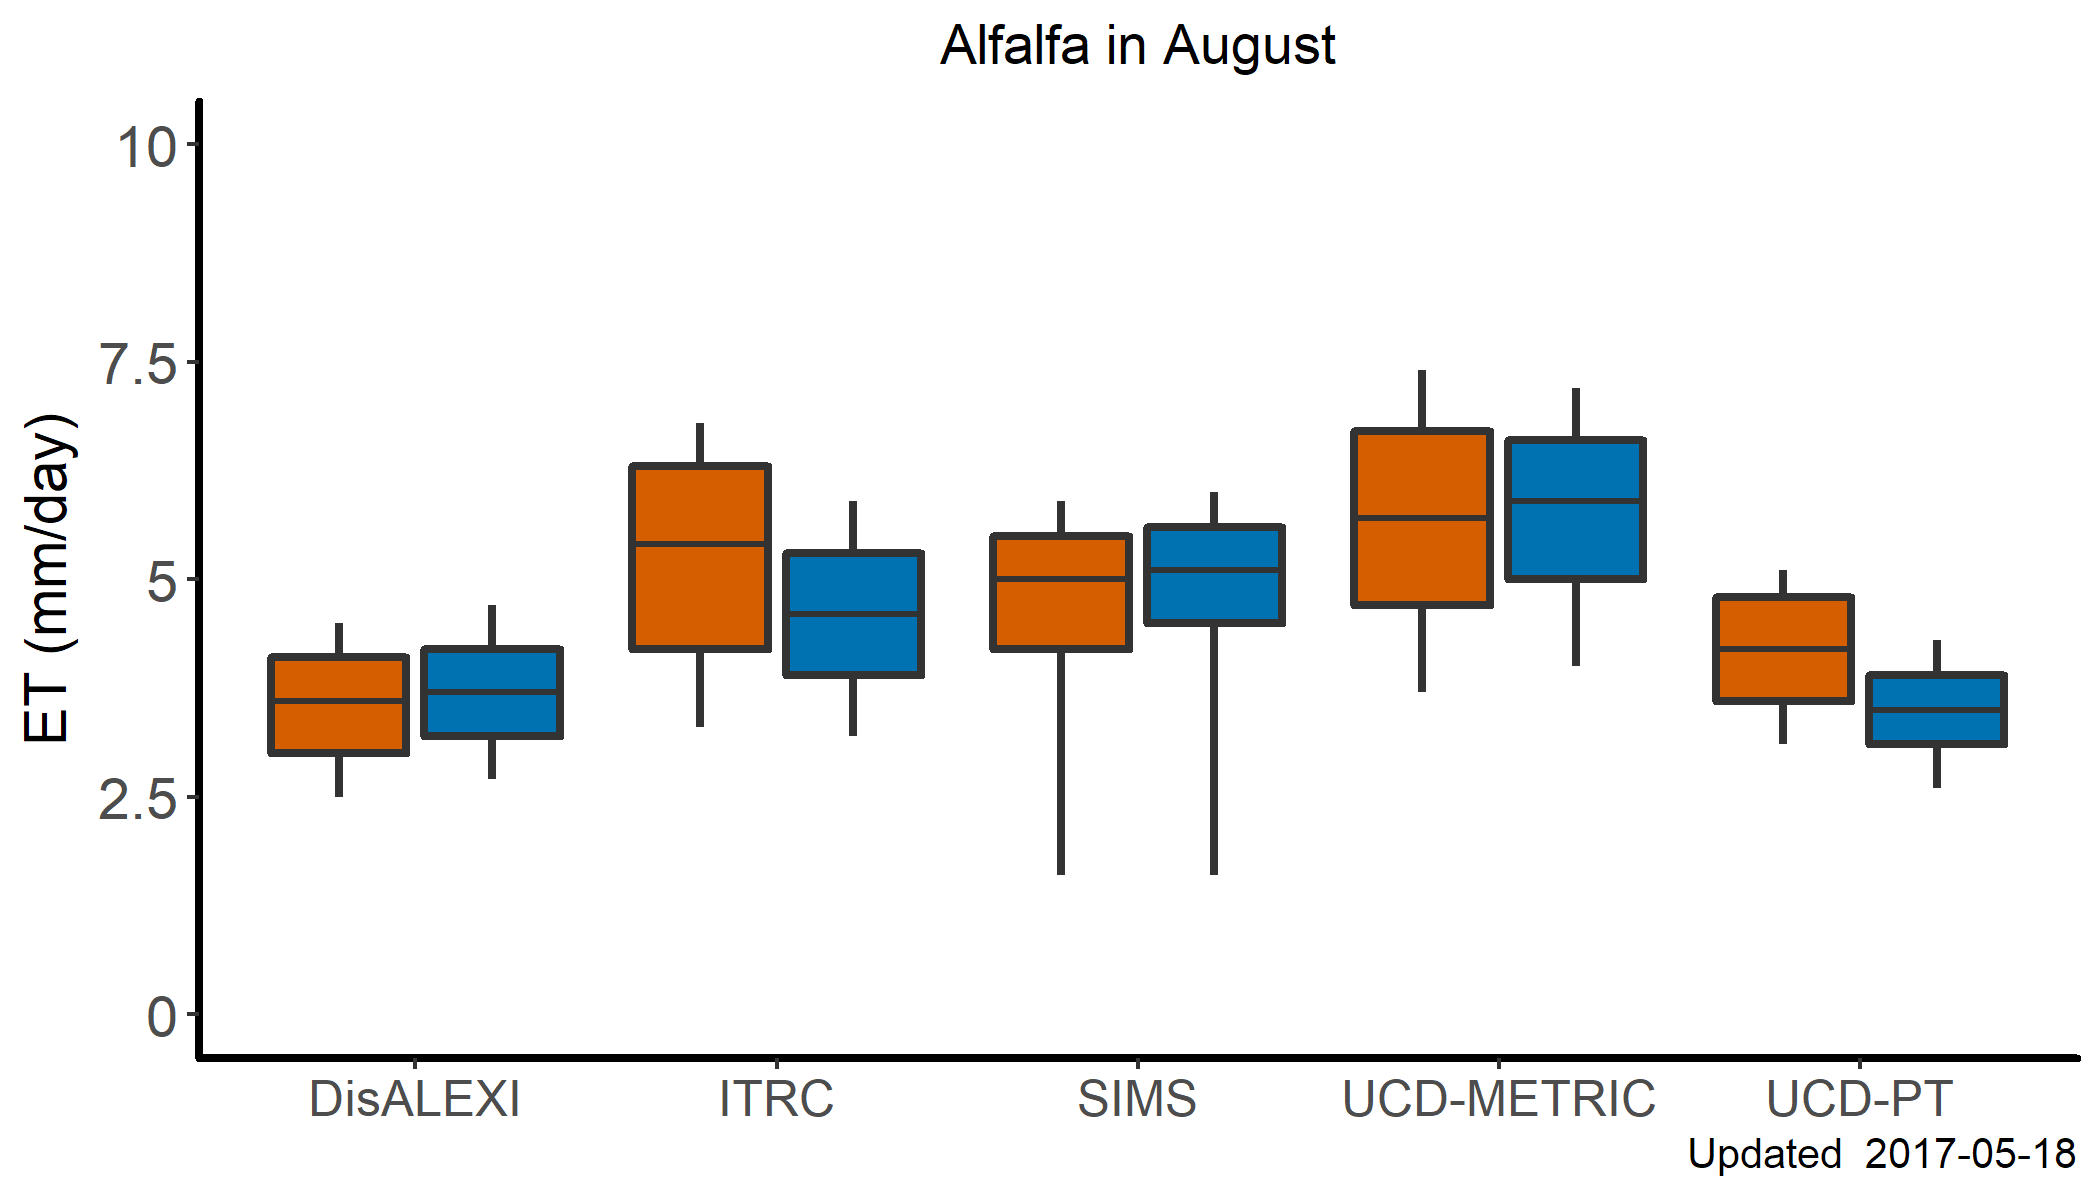 Alfalfa in August
ET (mm/day)
10
7.5
5
2.5
0
DisALEXI ITRC SIMS UCD-METRIC UCD-PT
Updated  2017-05-18